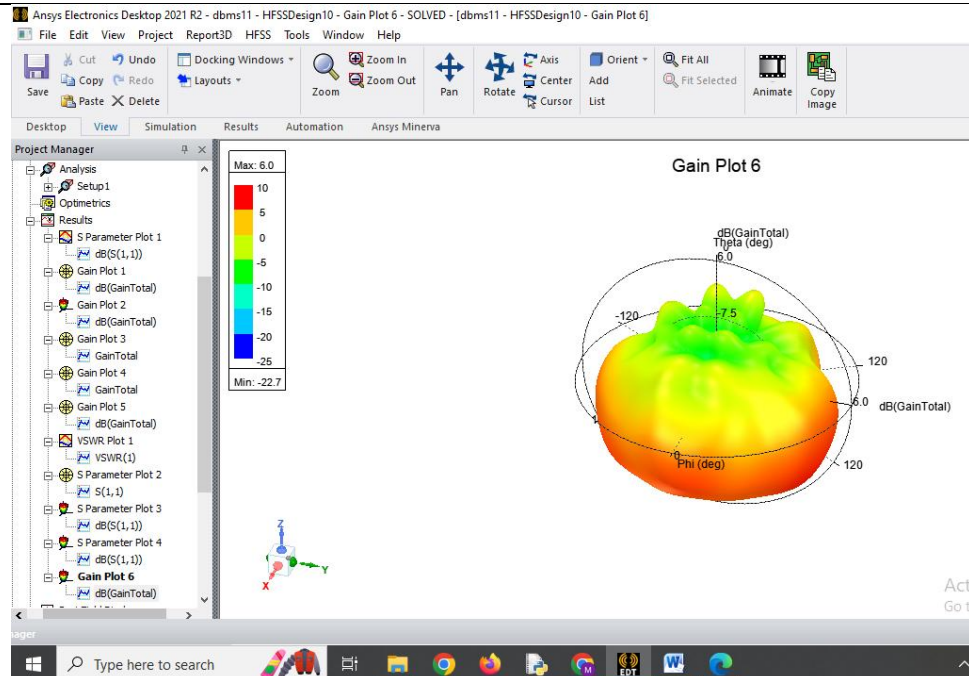 Ansys Electronics Desktop 2021 R2 - dbms11 - HFSSDesign10 - Gain Plot 6 - SOLVED - [dbms11 - HFSSDesign10 - Gain Plot 6]
File Edit View Project Report3D HFSS Tools Window Help
Save
Cut
Undo
Copy
Redo
Paste
Delete
Docking Windows
Layouts
Zoom
Zoom In
Zoom Out
Pan
Rotate
Axis
Center
Cursor
Orient
Add
List
Fit All
Fit Selected
Animate
Copy
Image
Desktop View Simulation Results Automation Ansys Minerva
Project Manager
Analysis
Setup1
Optimetrics
Results
S Parameter Plot 1
dB(S(1,1))
Gain Plot 1
dB(GainTotal)
Gain Plot 2
dB(GainTotal)
Gain Plot 3
GainTotal
Gain Plot 4
GainTotal
Gain Plot 5
dB(GainTotal)
VSWR Plot 1
VSWR(1)
S Parameter Plot 2
S(1,1)
S Parameter Plot 3
dB(S(1,1))
S Parameter Plot 4
dB(S(1,1))
Gain Plot 6
dB(GainTotal)
Max: 6.0
10
5
0
-5
-10
-15
-20
-25
Min: -22.7
Gain Plot 6
dB(GainTotal)
Theta (deg)
0
6.0
-7.5
-120
120
6.0
dB(GainTotal)
120
0
Phi (deg)
Z
Y
X
Act
Go t
nager
Type here to search
EDT